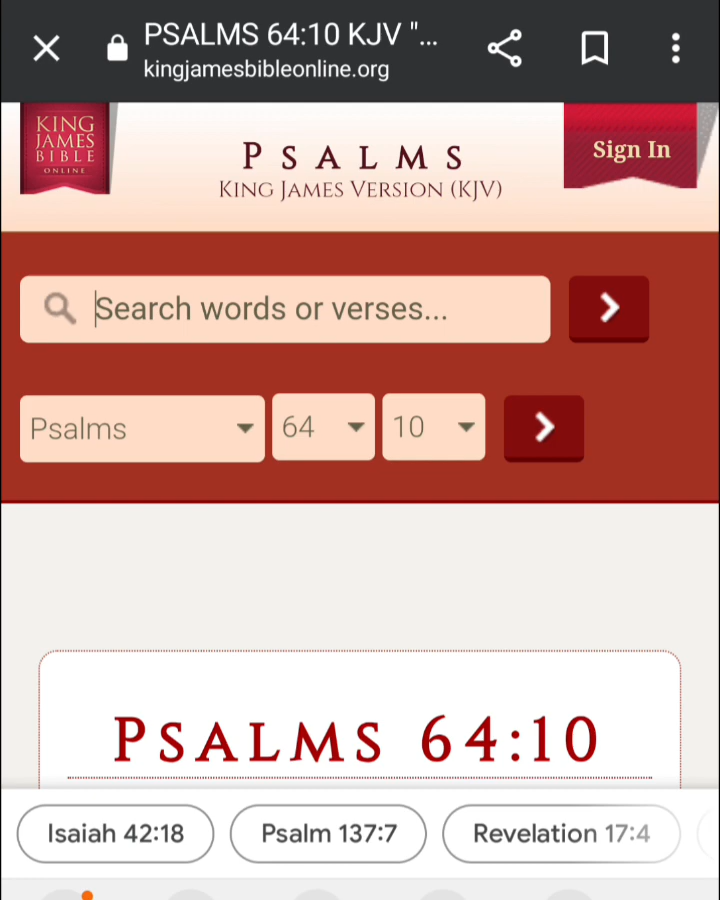 PSALMS 64:10 KJV "...
kingjamesbibleonline.org
KING
JAMES
BIBLE
ONLINE
PSALMS
KING JAMES VERSION (KJV)
Sign In
Search words or verses...
Psalms
64
10
PSALMS 64:10
Isaiah 42:18
Psalm 137:7
Revelation 17:4